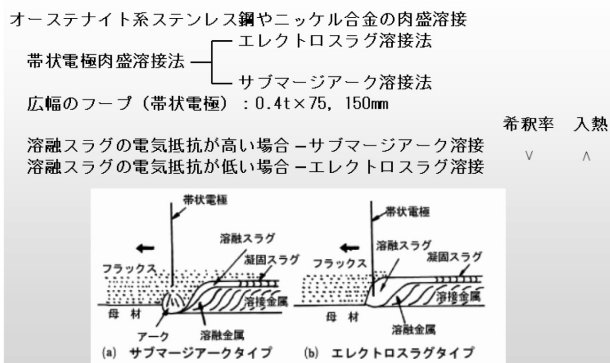 オーステナイト系ステンレス鋼やニッケル合金の肉盛溶接
エレクトロスラグ溶接法
帯状電極肉盛溶接法
サブマージアーク溶接法
広幅のフープ（帯状電極）：0.4t×75, 150mm
希釈率 入熱
溶融スラグの電気抵抗が高い場合－サブマージアーク溶接
∨ ∧
溶融スラグの電気抵抗が低い場合－エレクトロスラグ溶接
帯状電極
溶融スラグ
凝固スラグ
フラックス
溶接金属
母 材
アーク
溶融金属
(a) サブマージアークタイプ
帯状電極
溶融スラグ
凝固スラグ
フラックス
溶接金属
母 材
溶融金属
(b) エレクトロスラグタイプ